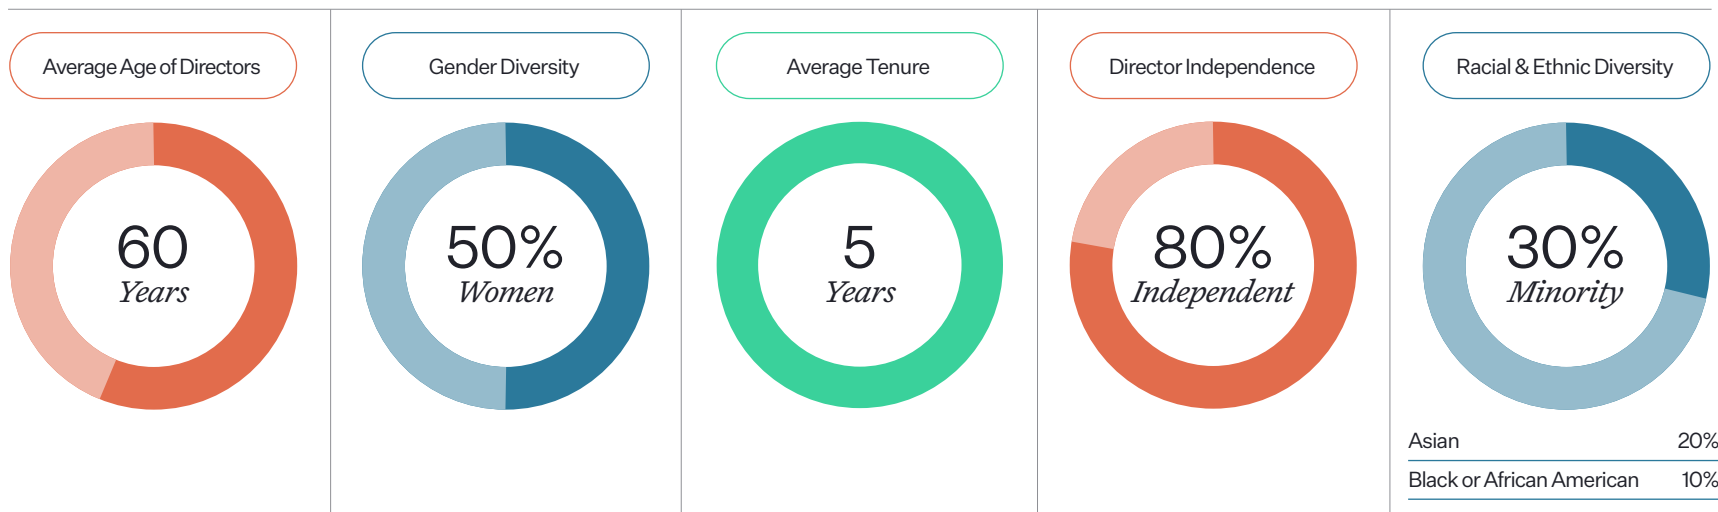 Average Age of Directors
60
Years
Gender Diversity
50%
Women
Average Tenure
5
Years
Director Independence
80%
Independent
Racial & Ethnic Diversity
30%
Minority
Asian 20%
Black or African American 10%